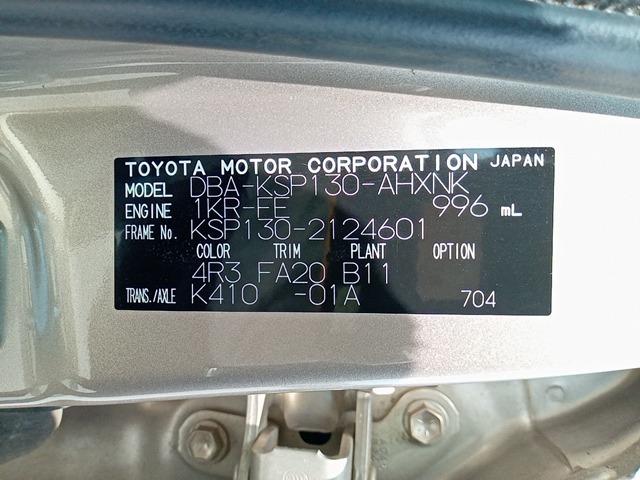 TOYOTA MOTOR CORPORATION JAPAN
MODEL DBA-KSP130-AHXNK
ENGINE 1KR-FE 996 mL
FRAME No. KSP130-2124601
COLOR TRIM PLANT OPTION
4R3 FA20 B11
TRANS./AXLE K410 -01A 704